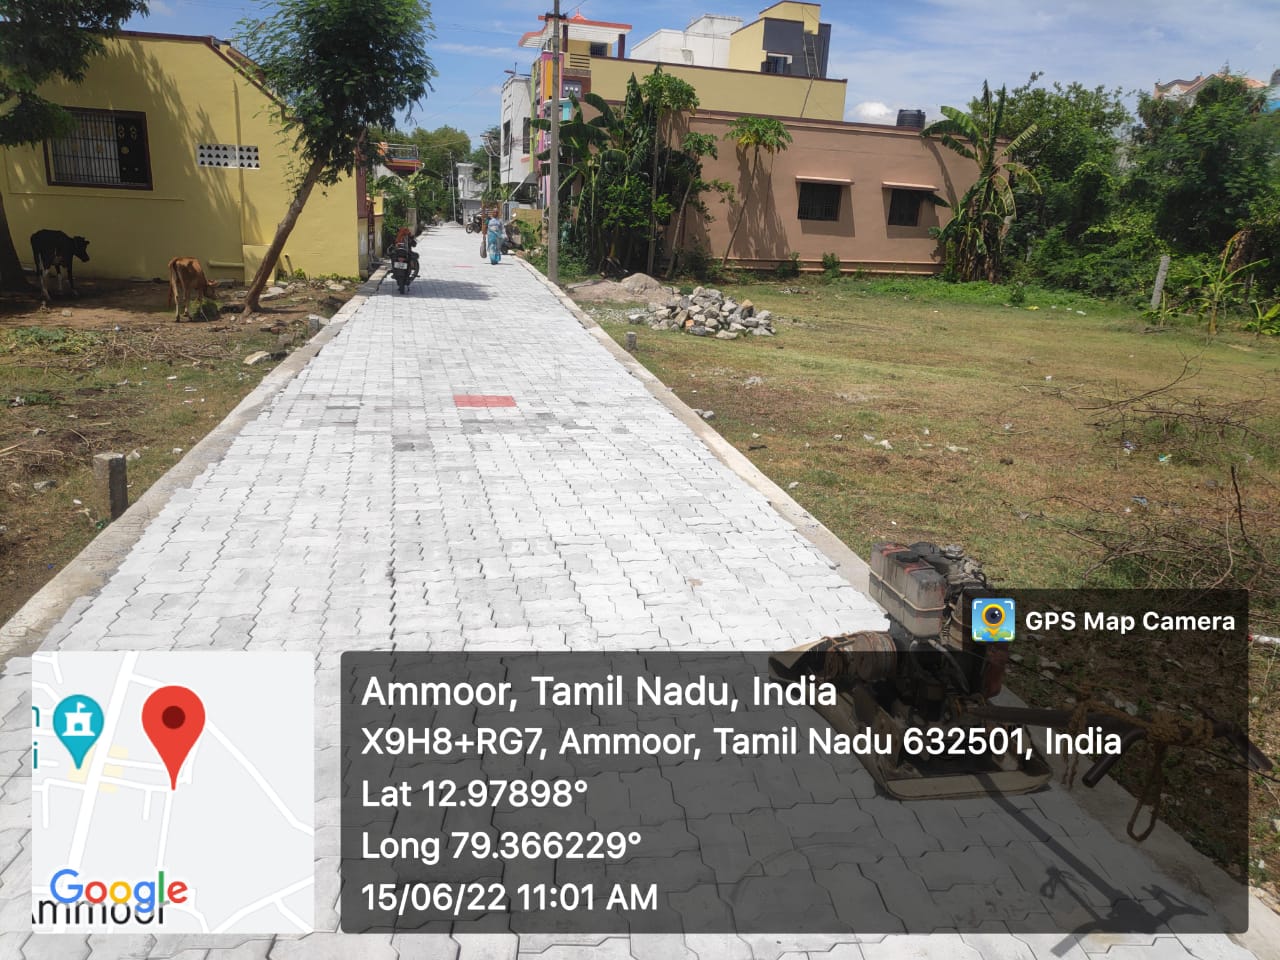 GPS Map Camera
Ammoor, Tamil Nadu, India
X9H8+RG7, Ammoor, Tamil Nadu 632501, India
Lat 12.97898°
Long 79.366229°
15/06/22 11:01 AM
Google